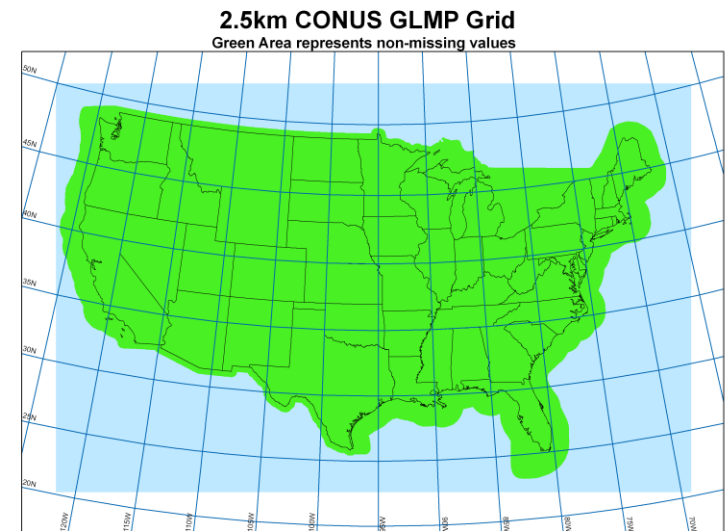 2.5km CONUS GLMP Grid
Green Area represents non-missing values
50N
45N
40N
35N
30N
25N
20N
120W
115W
110W
105W
100W
95W
90W
85W
80W
75W
70W